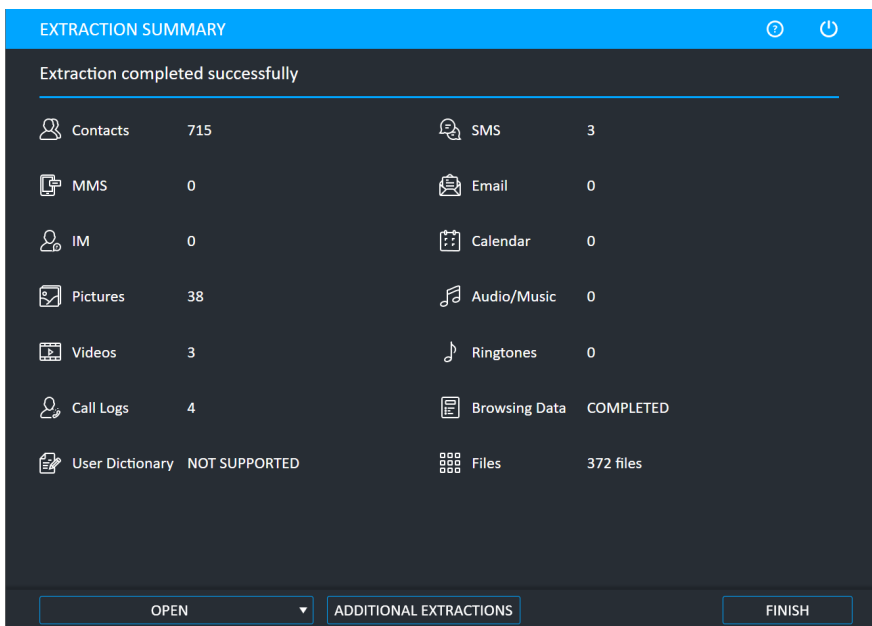 EXTRACTION SUMMARY
Extraction completed successfully
Contacts 715 SMS 3
MMS 0 Email 0
IM 0 Calendar 0
Pictures 38 Audio/Music 0
Videos 3 Ringtones 0
Call Logs 4 Browsing Data COMPLETED
User Dictionary NOT SUPPORTED Files 372 files
OPEN ADDITIONAL EXTRACTIONS FINISH